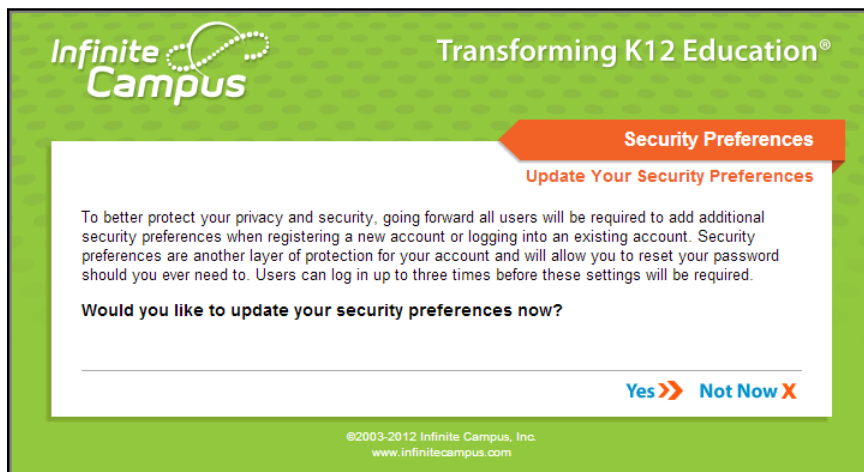 Infinite
Campus
Transforming K12 Education®
Security Preferences
Update Your Security Preferences
To better protect your privacy and security, going forward all users will be required to add additional
security preferences when registering a new account or logging into an existing account. Security
preferences are another layer of protection for your account and will allow you to reset your password
should you ever need to. Users can log in up to three times before these settings will be required.
Would you like to update your security preferences now?
Yes Not Now X
©2003-2012 Infinite Campus, Inc.
www.infinitecampus.com